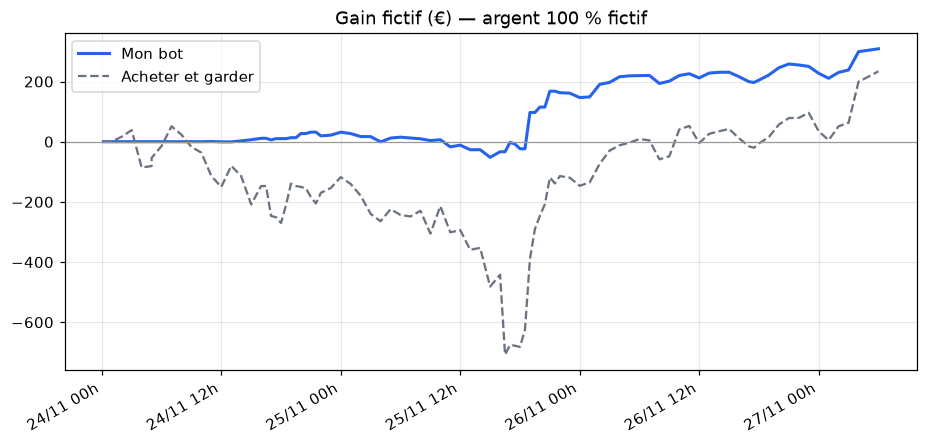 Gain fictif (€) — argent 100 % fictif
Mon bot
Acheter et garder
200
0
−200
−400
−600
24/11 00h
24/11 12h
25/11 00h
25/11 12h
26/11 00h
26/11 12h
27/11 00h